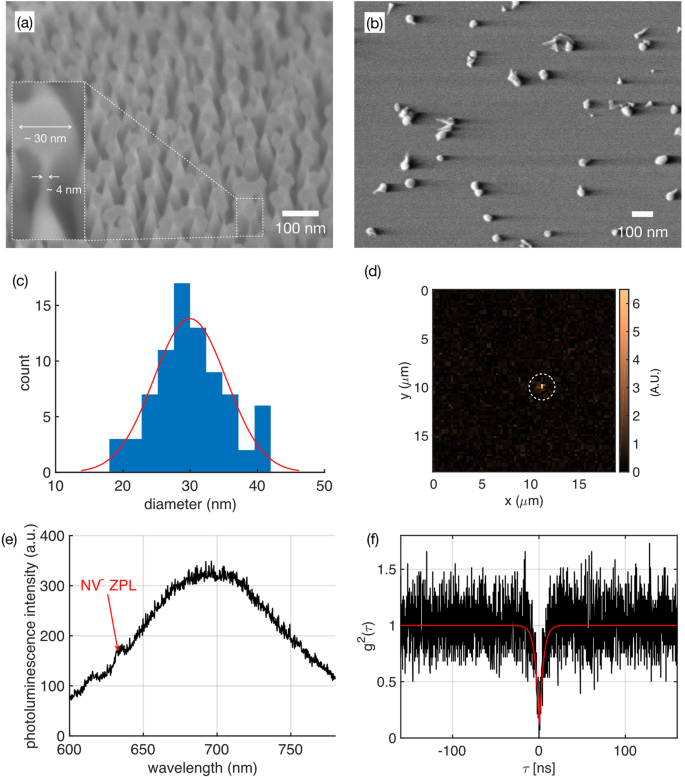 (a)
~ 30 nm
~ 4 nm
100 nm
(b)
100 nm
(c)
count
15
10
5
0
10
20
30
40
50
diameter (nm)
(d)
y (μm)
0
5
10
15
0
5
10
15
x (μm)
6
5
4
3
2
1
0
(A.U.)
(e)
photoluminescence intensity (a.u.)
400
300
200
100
0
NV⁻ ZPL
600
650
700
750
wavelength (nm)
(f)
g²(τ)
1.5
1
0.5
0
-100
0
100
τ [ns]